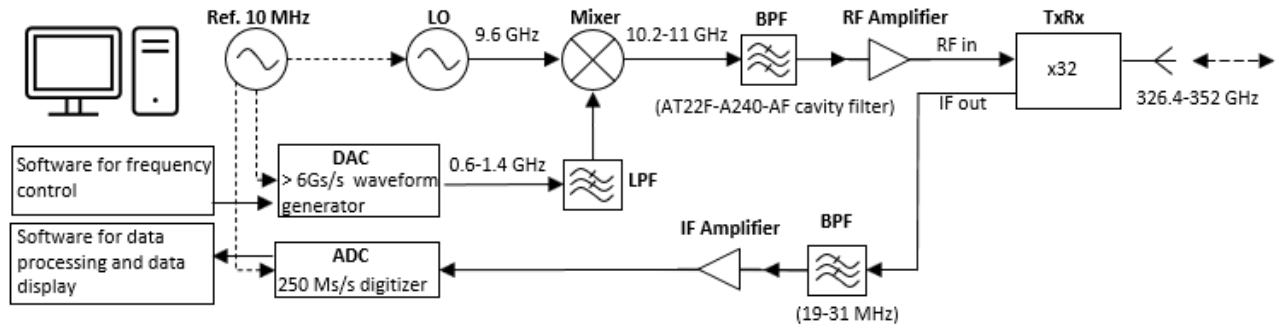 Ref. 10 MHz
LO
9.6 GHz
Mixer
10.2-11 GHz
BPF
RF Amplifier
RF in
TxRx
x32
(AT22F-A240-AF cavity filter)
IF out
326.4-352 GHz
Software for frequency
control
DAC
> 6Gs/s waveform
generator
0.6-1.4 GHz
LPF
Software for data
processing and data
display
ADC
250 Ms/s digitizer
IF Amplifier
BPF
(19-31 MHz)